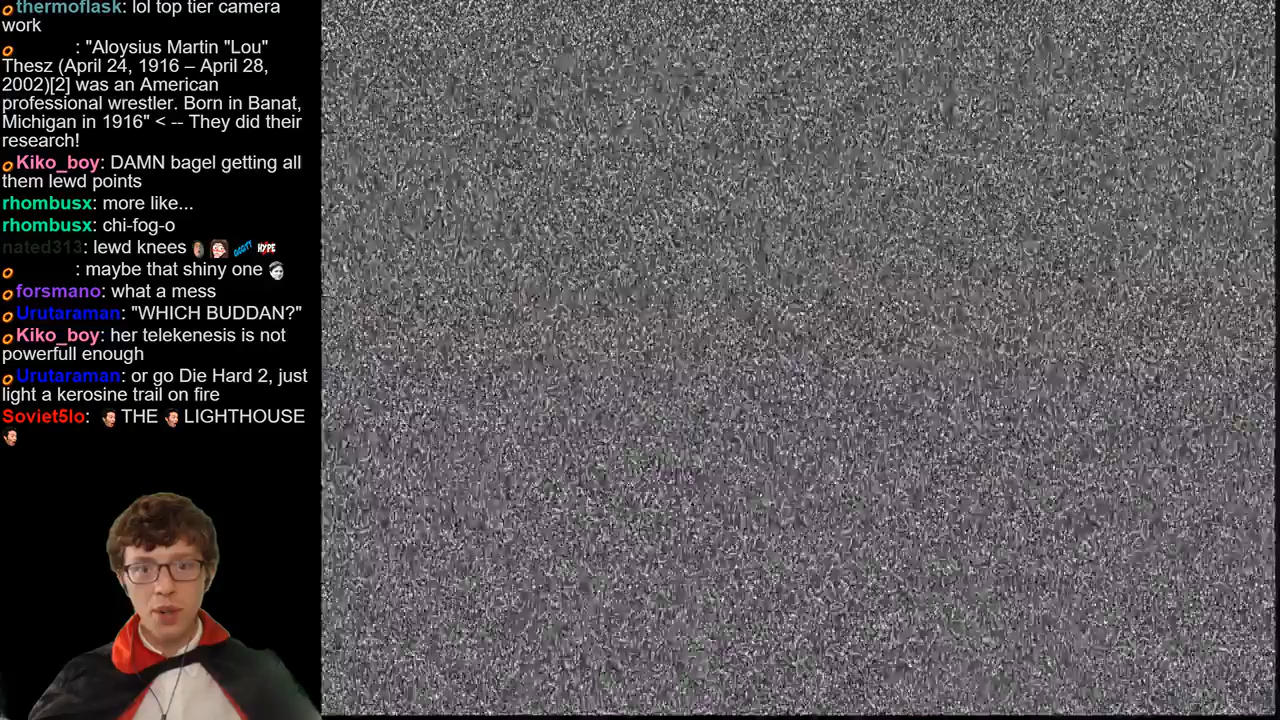 thermoflask: lol top tier camera
work
: "Aloysius Martin "Lou"
Thesz (April 24, 1916 – April 28,
2002)[2] was an American
professional wrestler. Born in Banat,
Michigan in 1916" < -- They did their
research!
Kiko_boy: DAMN bagel getting all
them lewd points
rhombusx: more like...
rhombusx: chi-fog-o
nated313: lewd knees
: maybe that shiny one
forsmano: what a mess
Urutaraman: "WHICH BUDDAN?"
Kiko_boy: her telekenesis is not
powerfull enough
Urutaraman: or go Die Hard 2, just
light a kerosine trail on fire
Soviet5lo: THE LIGHTHOUSE